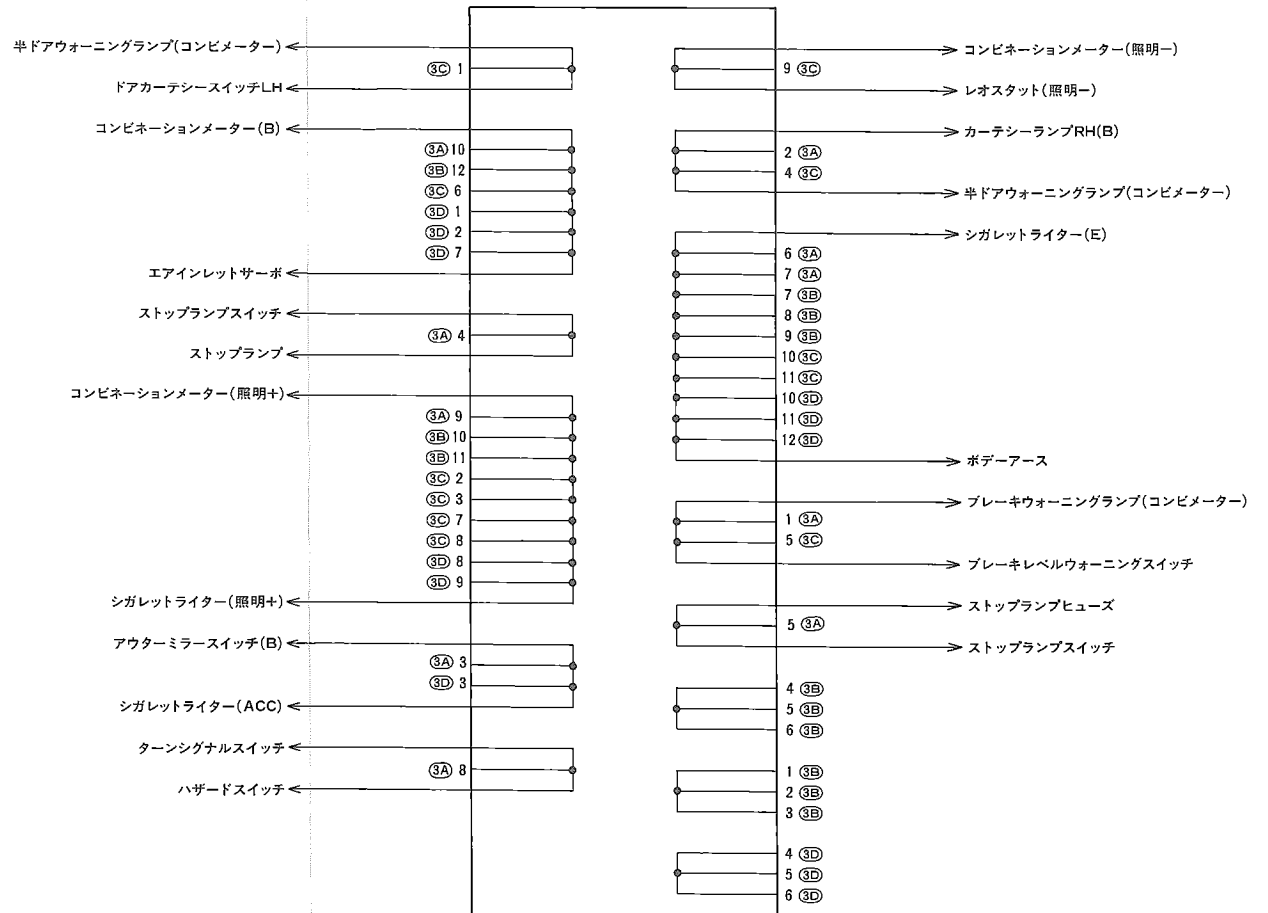 半ドアウォーニングランプ(コンビメーター)
3C 1
ドアカーテシースイッチLH
コンビネーションメーター(B)
3A 10
3B 12
3C 6
3D 1
3D 2
3D 7
エアインレットサーボ
ストップランプスイッチ
3A 4
ストップランプ
コンビネーションメーター(照明+)
3A 9
3B 10
3B 11
3C 2
3C 3
3C 7
3C 8
3D 8
3D 9
シガレットライター(照明+)
アウターミラースイッチ(B)
3A 3
3D 3
シガレットライター(ACC)
ターンシグナルスイッチ
3A 8
ハザードスイッチ
コンビネーションメーター(照明−)
9 3C
レオスタット(照明−)
カーテシーランプRH(B)
2 3A
4 3C
半ドアウォーニングランプ(コンビメーター)
シガレットライター(E)
6 3A
7 3A
7 3B
8 3B
9 3B
10 3C
11 3C
10 3D
11 3D
12 3D
ボデーアース
ブレーキウォーニングランプ(コンビメーター)
1 3A
5 3C
ブレーキレベルウォーニングスイッチ
ストップランプヒューズ
5 3A
ストップランプスイッチ
4 3B
5 3B
6 3B
1 3B
2 3B
3 3B
4 3D
5 3D
6 3D